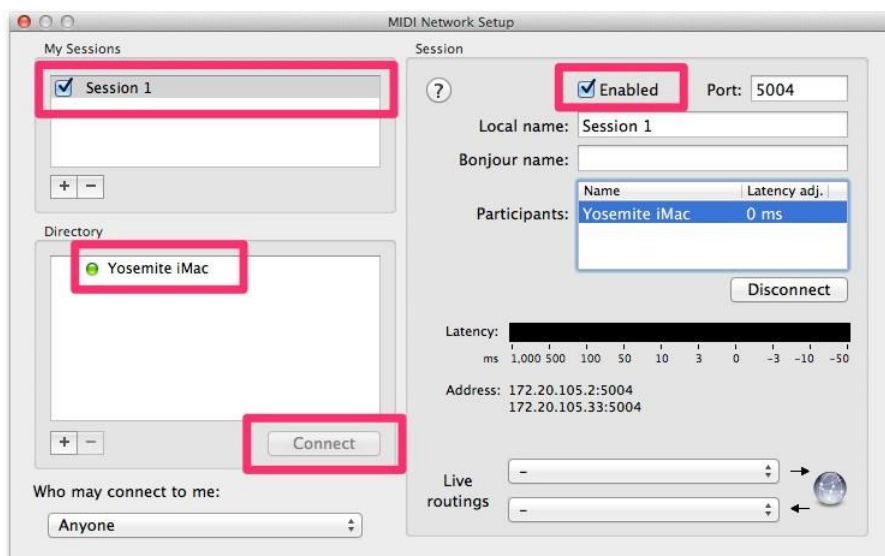 MIDI Network Setup
My Sessions
Session 1
+ −
Directory
Yosemite iMac
+ −
Connect
Who may connect to me:
Anyone
Session
?
Enabled
Port: 5004
Local name: Session 1
Bonjour name:
Participants:
Name Latency adj.
Yosemite iMac 0 ms
Disconnect
Latency:
ms 1,000 500 100 50 10 3 0 -3 -10 -50
Address: 172.20.105.2:5004
172.20.105.33:5004
Live
routings
-
-